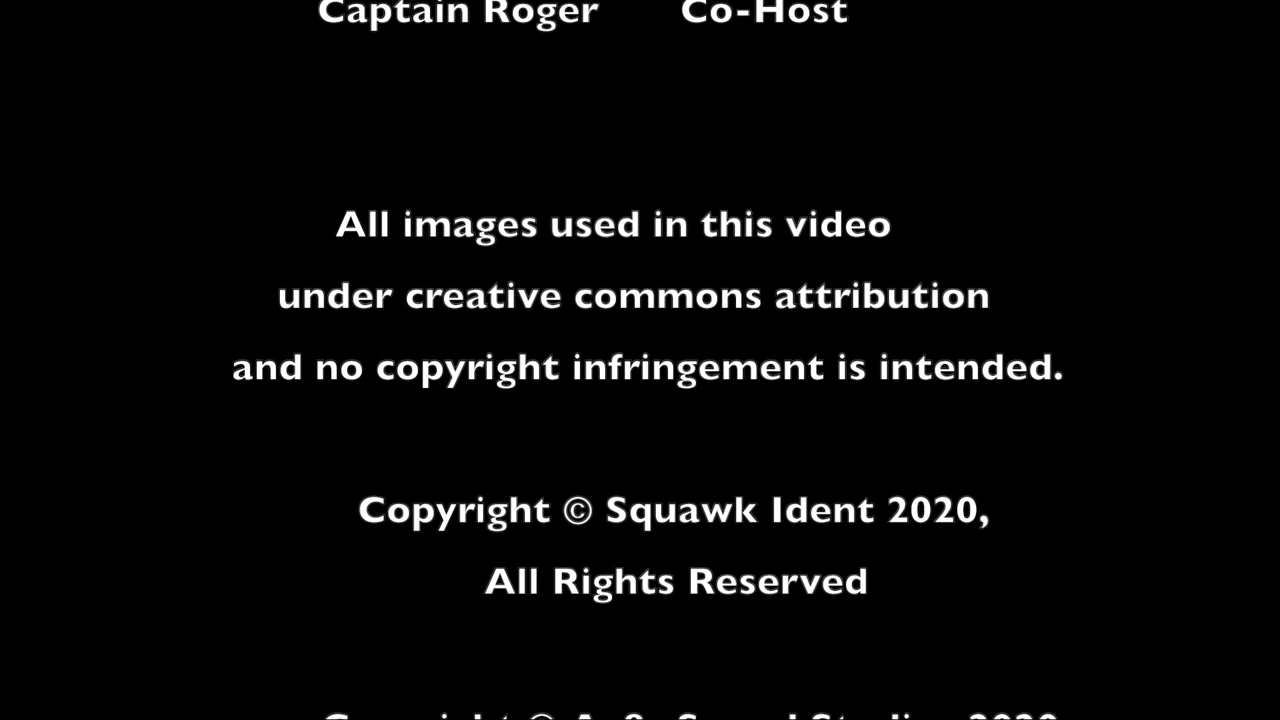 Captain Roger Co-Host
All images used in this video
under creative commons attribution
and no copyright infringement is intended.
Copyright © Squawk Ident 2020,
All Rights Reserved
Copyright ©